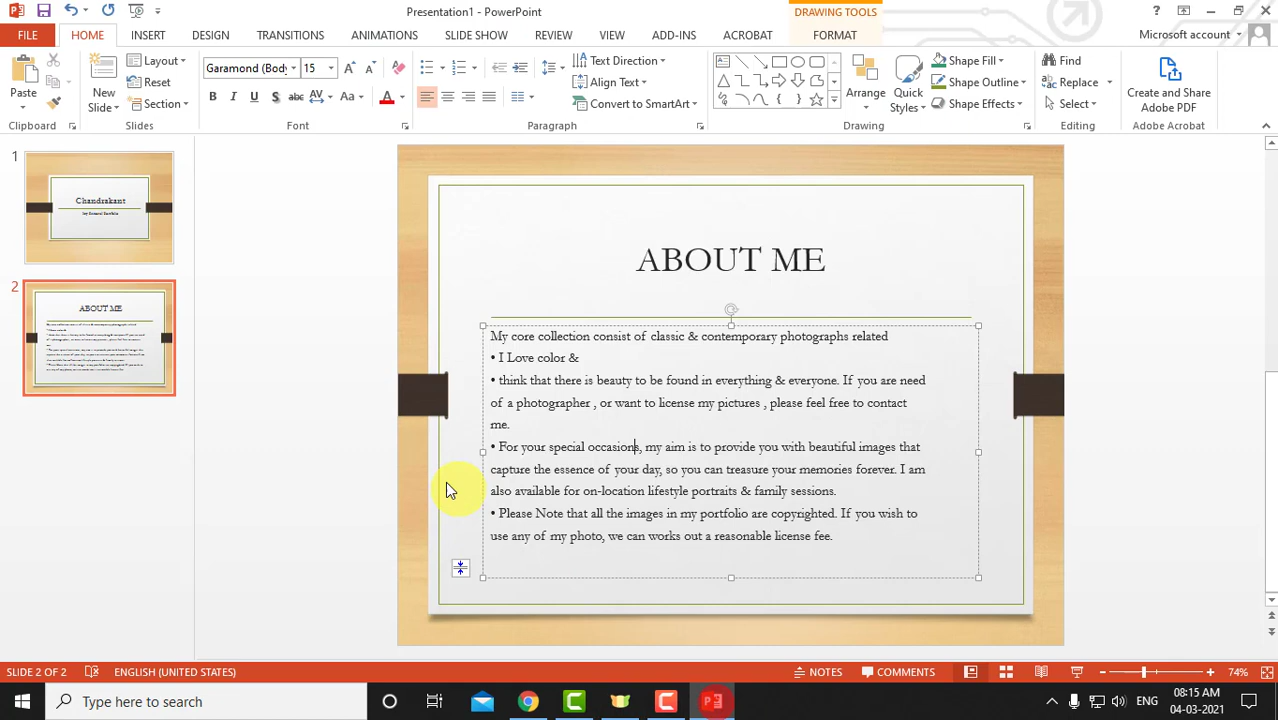 Presentation1 - PowerPoint
DRAWING TOOLS
?
FILE
HOME
INSERT
DESIGN
TRANSITIONS
ANIMATIONS
SLIDE SHOW
REVIEW
VIEW
ADD-INS
ACROBAT
FORMAT
Microsoft account
Paste
New
Slide
Layout
Reset
Section
Garamond (Body
15
B I U S abc AV Aa A
Text Direction
Align Text
Convert to SmartArt
Arrange
Quick
Styles
Shape Fill
Shape Outline
Shape Effects
Find
Replace
Select
Create and Share
Adobe PDF
Clipboard
Slides
Font
Paragraph
Drawing
Editing
Adobe Acrobat
1
Chandrakant
2
ABOUT ME
ABOUT ME
My core collection consist of classic & contemporary photographs related
• I Love color &
• think that there is beauty to be found in everything & everyone. If you are need
of a photographer , or want to license my pictures , please feel free to contact
me.
• For your special occasions, my aim is to provide you with beautiful images that
capture the essence of your day, so you can treasure your memories forever. I am
also available for on-location lifestyle portraits & family sessions.
• Please Note that all the images in my portfolio are copyrighted. If you wish to
use any of my photo, we can works out a reasonable license fee.
SLIDE 2 OF 2
ENGLISH (UNITED STATES)
NOTES
COMMENTS
74%
Type here to search
ENG
08:15 AM
04-03-2021